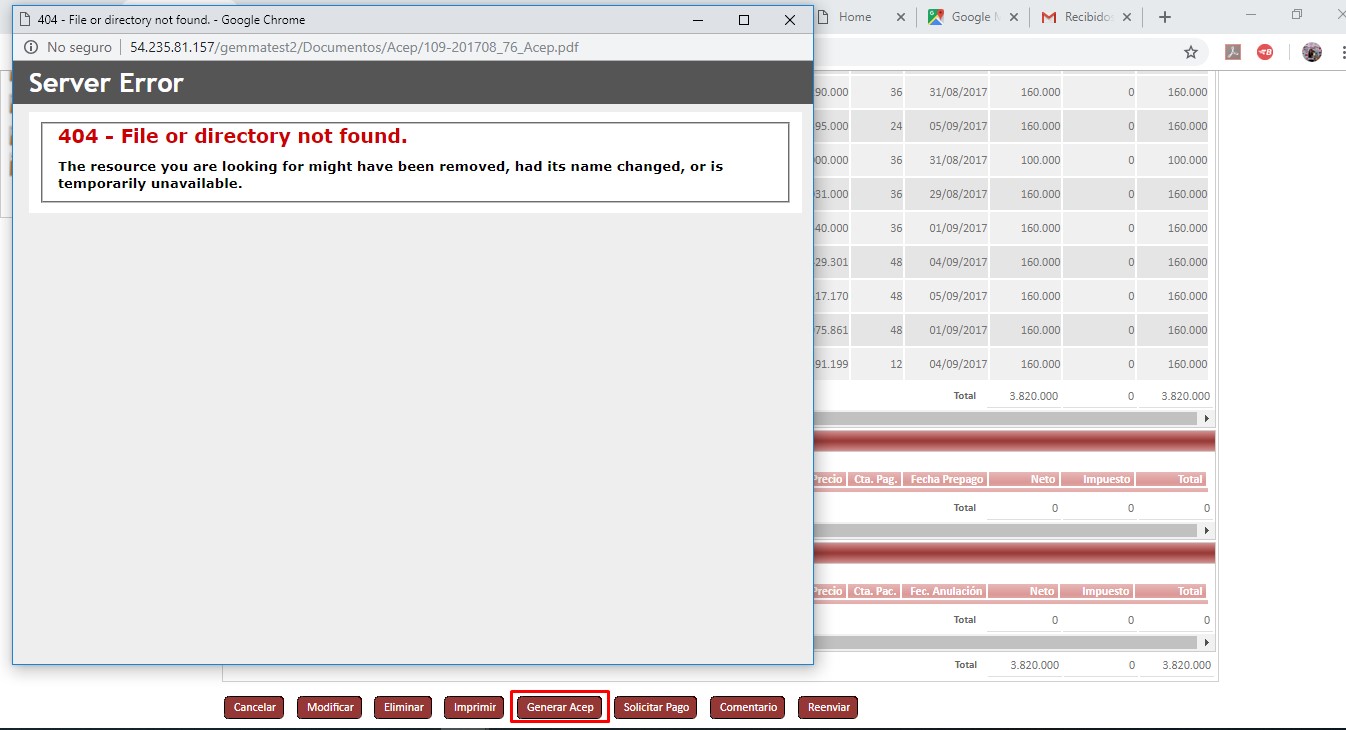 404 - File or directory not found. - Google Chrome
No seguro | 54.235.81.157/gemmatest2/Documentos/Acep/109-201708_76_Acep.pdf
Server Error
404 - File or directory not found.
The resource you are looking for might have been removed, had its name changed, or is
temporarily unavailable.
Home
Google M
Recibidos
90.000 36 31/08/2017 160.000 0 160.000
95.000 24 05/09/2017 160.000 0 160.000
00.000 36 31/08/2017 100.000 0 100.000
31.000 36 29/08/2017 160.000 0 160.000
40.000 36 01/09/2017 160.000 0 160.000
29.301 48 04/09/2017 160.000 0 160.000
17.170 48 05/09/2017 160.000 0 160.000
75.861 48 01/09/2017 160.000 0 160.000
91.199 12 04/09/2017 160.000 0 160.000
Total 3.820.000 0 3.820.000
Precio Cta. Pag. Fecha Prepago Neto Impuesto Total
Total 0 0 0
Precio Cta. Pac. Fec. Anulación Neto Impuesto Total
Total 0 0 0
Total 3.820.000 0 3.820.000
Cancelar Modificar Eliminar Imprimir Generar Acep Solicitar Pago Comentario Reenviar